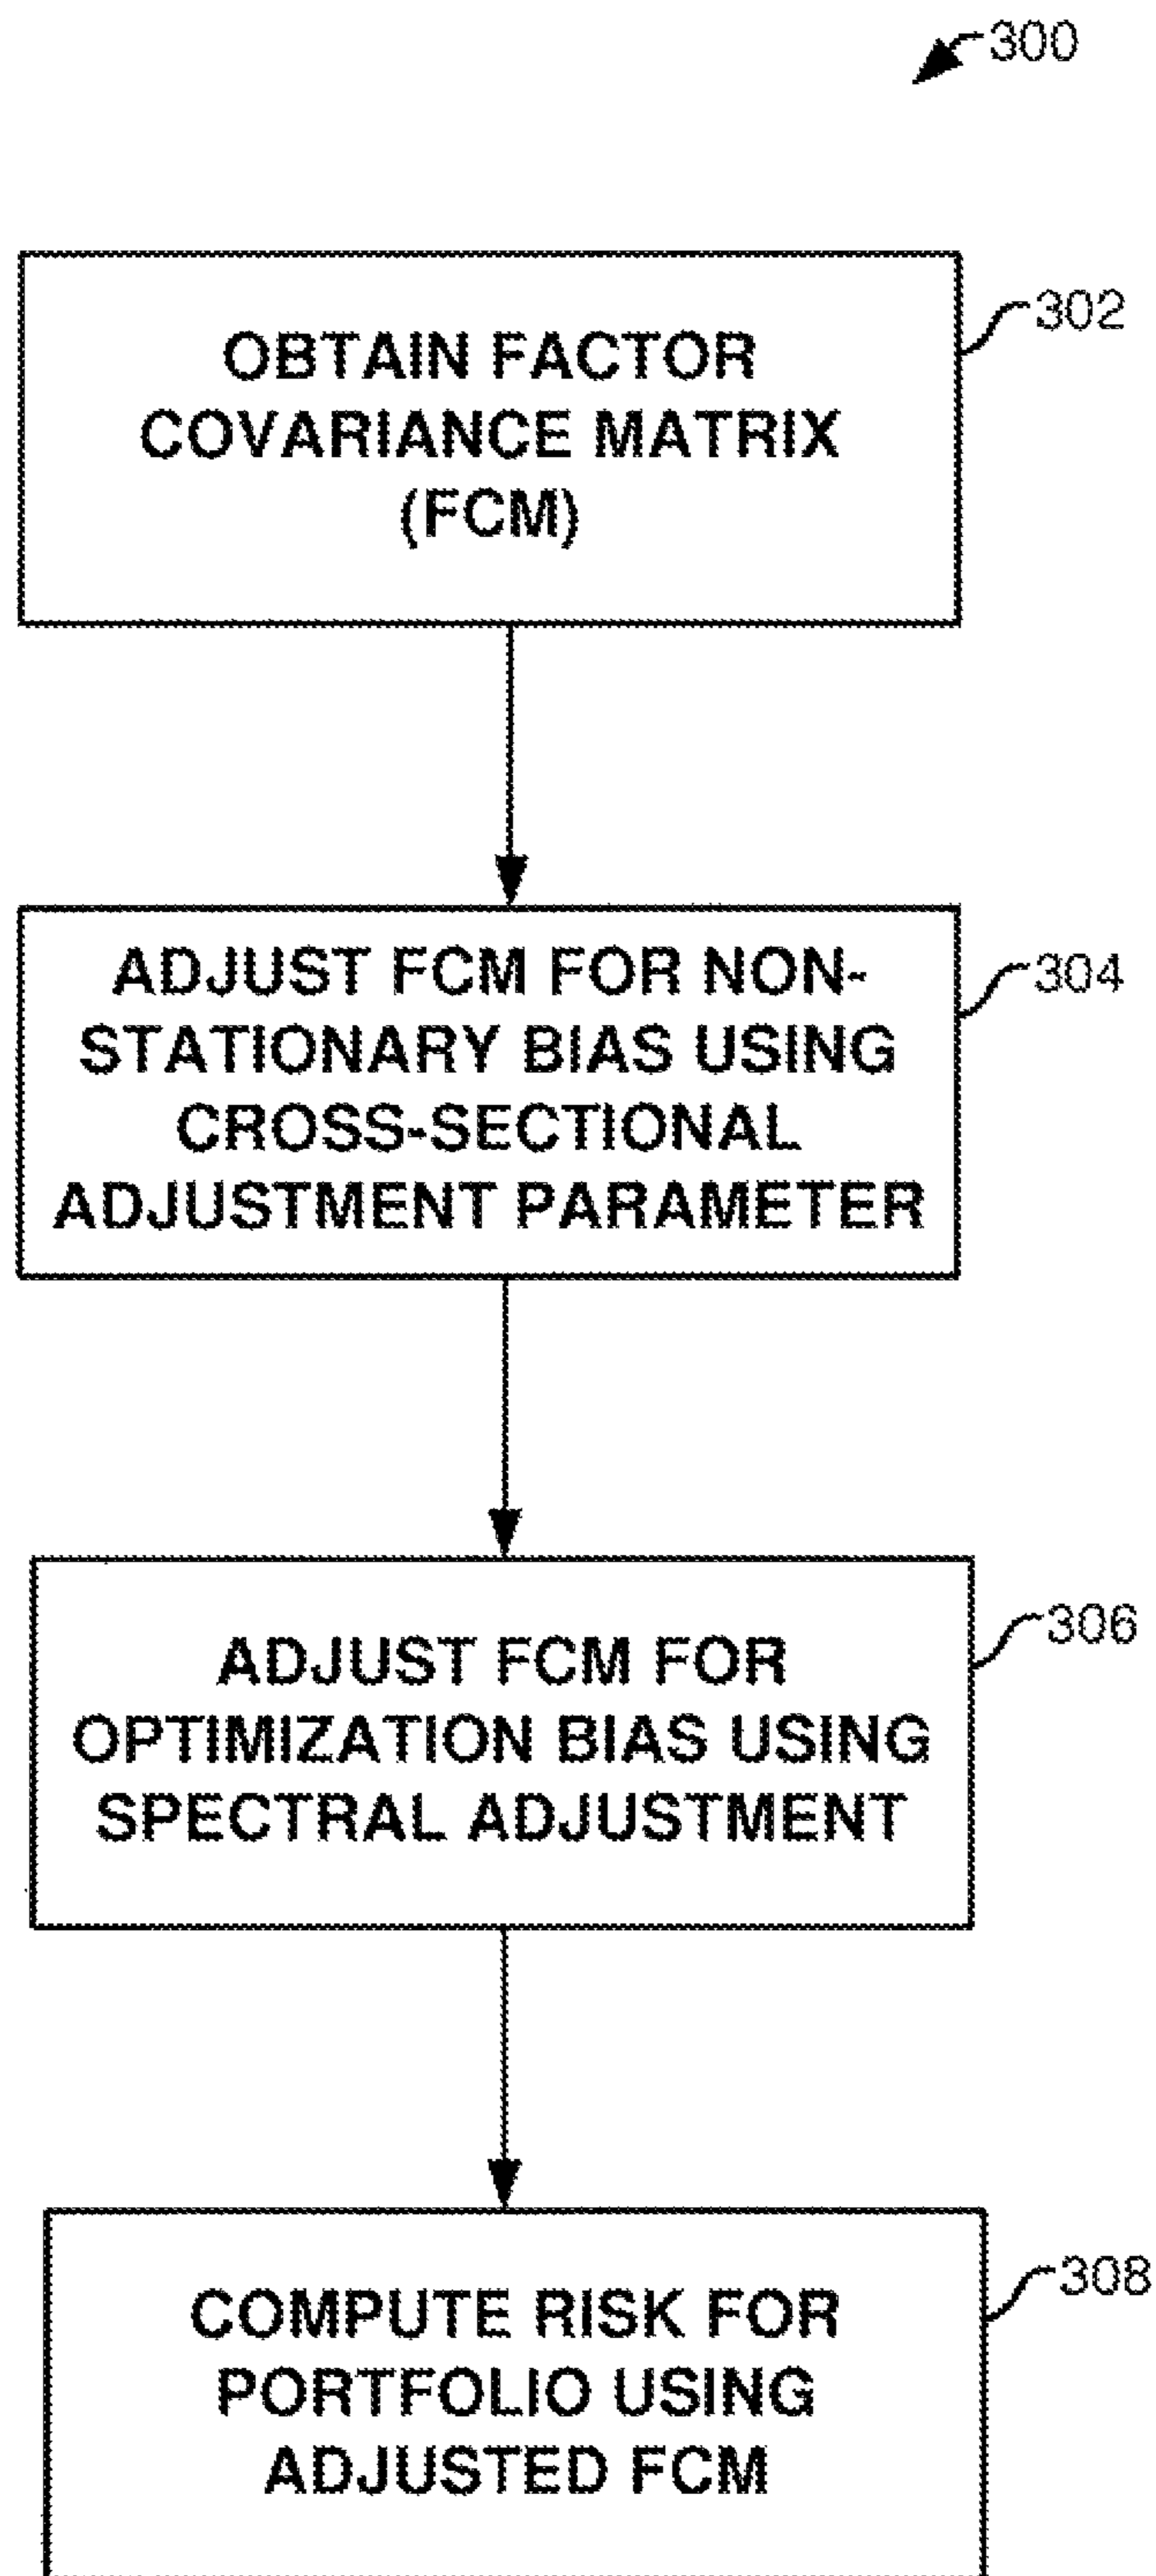 300
OBTAIN FACTOR
COVARIANCE MATRIX
(FCM)
302
ADJUST FCM FOR NON-
STATIONARY BIAS USING
CROSS-SECTIONAL
ADJUSTMENT PARAMETER
304
ADJUST FCM FOR
OPTIMIZATION BIAS USING
SPECTRAL ADJUSTMENT
306
COMPUTE RISK FOR
PORTFOLIO USING
ADJUSTED FCM
308